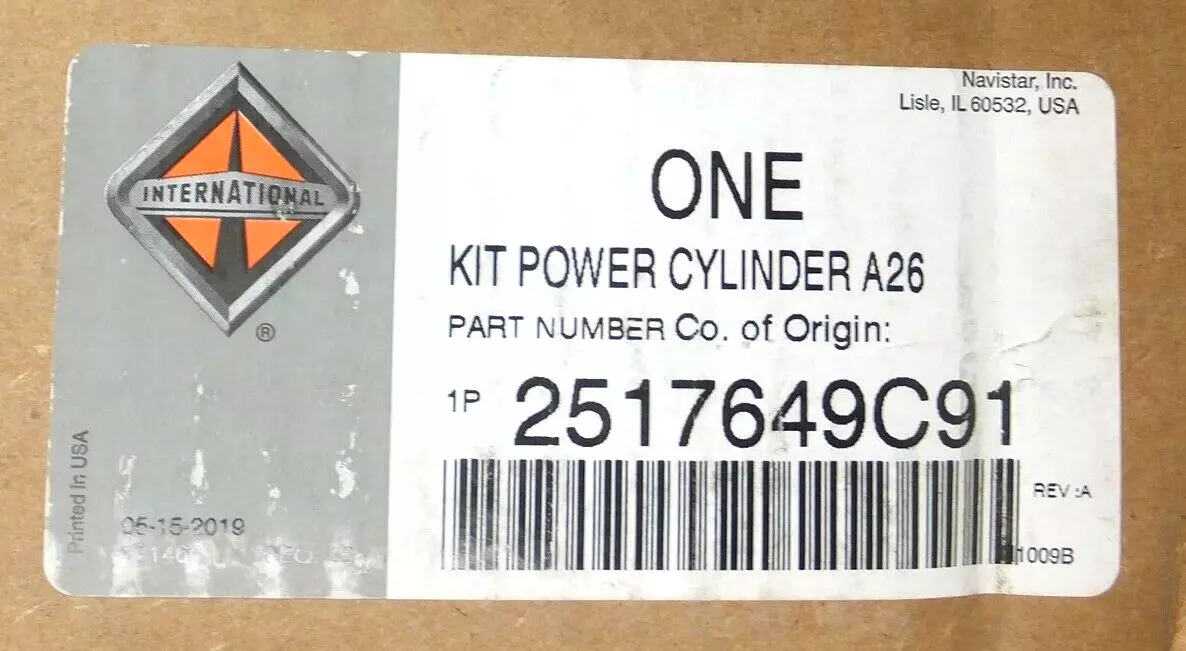 Navistar, Inc.
Lisle, IL 60532, USA
INTERNATIONAL
®
ONE
KIT POWER CYLINDER A26
PART NUMBER Co. of Origin:
1P 2517649C91
REV :A
1009B
Printed in USA
05-15-2019